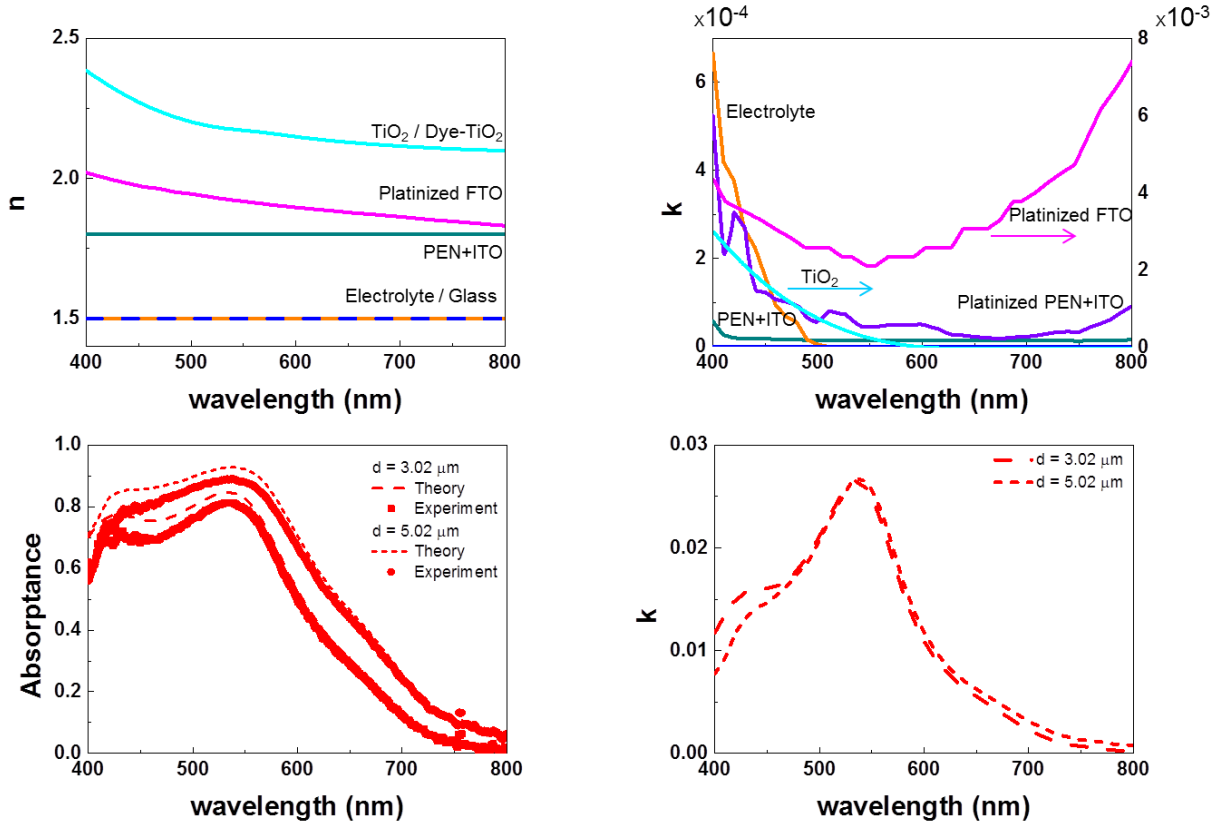 2.5
2.0
1.5
n
400 500 600 700 800
wavelength (nm)
TiO2 / Dye-TiO2
Platinized FTO
PEN+ITO
Electrolyte / Glass
x10-4
x10-3
6
4
2
0
k
8
6
4
2
0
400 500 600 700 800
wavelength (nm)
Electrolyte
Platinized FTO
TiO2
Platinized PEN+ITO
PEN+ITO
1.0
0.8
0.6
0.4
0.2
0.0
Absorptance
400 500 600 700 800
wavelength (nm)
d = 3.02 μm
Theory
Experiment
d = 5.02 μm
Theory
Experiment
0.03
0.02
0.01
0.00
k
400 500 600 700 800
wavelength (nm)
d = 3.02 μm
d = 5.02 μm